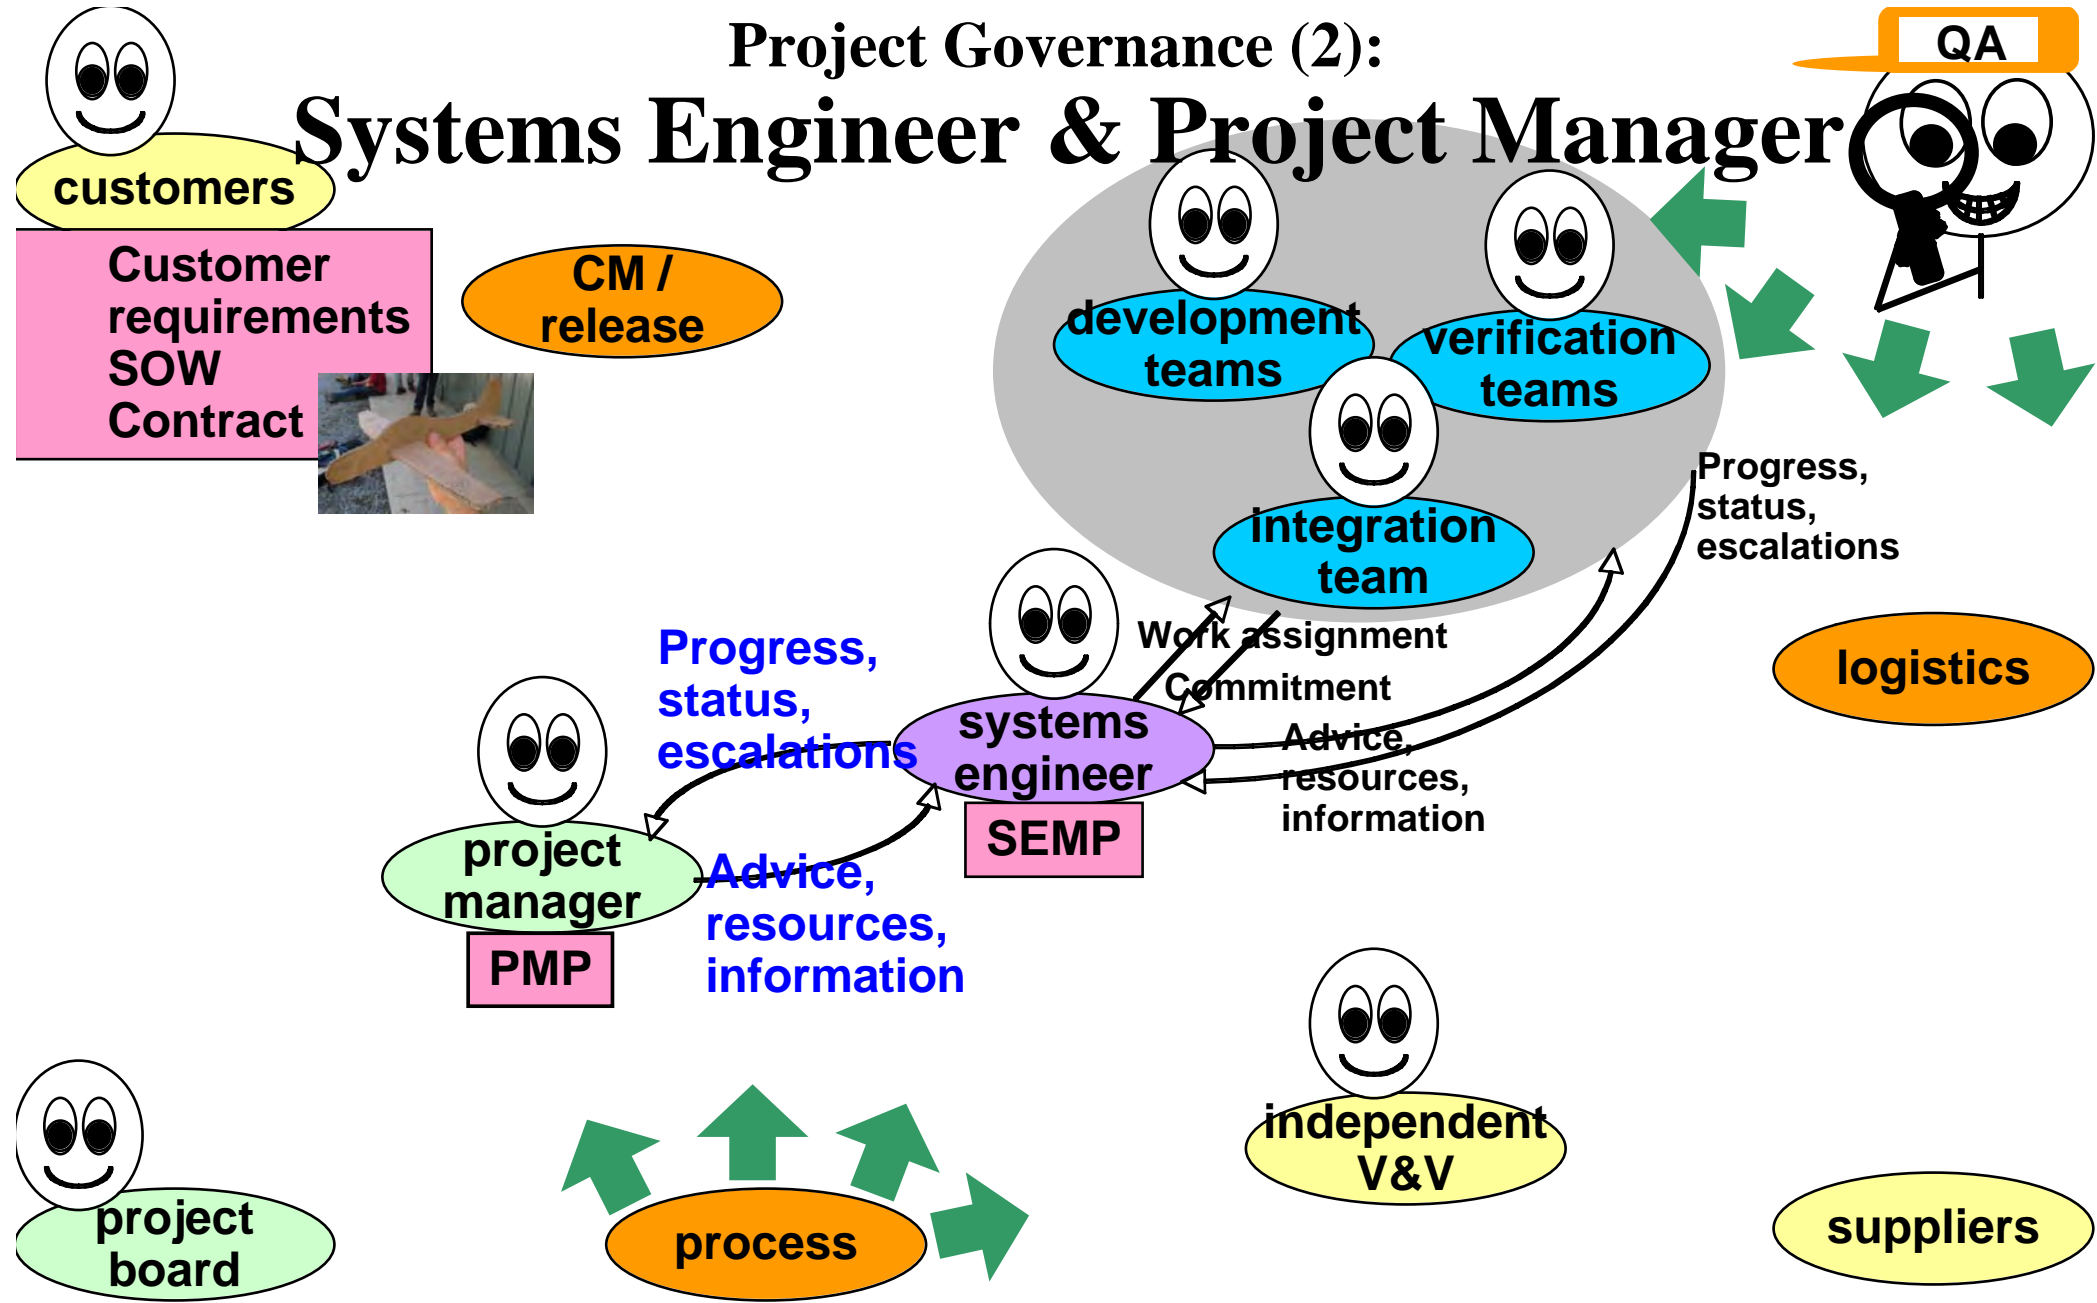 Project Governance (2):
Systems Engineer & Project Manager
QA
customers
Customer
requirements
SOW
Contract
CM /
release
development
teams
verification
teams
integration
team
Progress,
status,
escalations
Work assignment
Commitment
Advice,
resources,
information
logistics
Progress,
status,
escalations
systems
engineer
SEMP
project
manager
PMP
Advice,
resources,
information
independent
V&V
project
board
process
suppliers